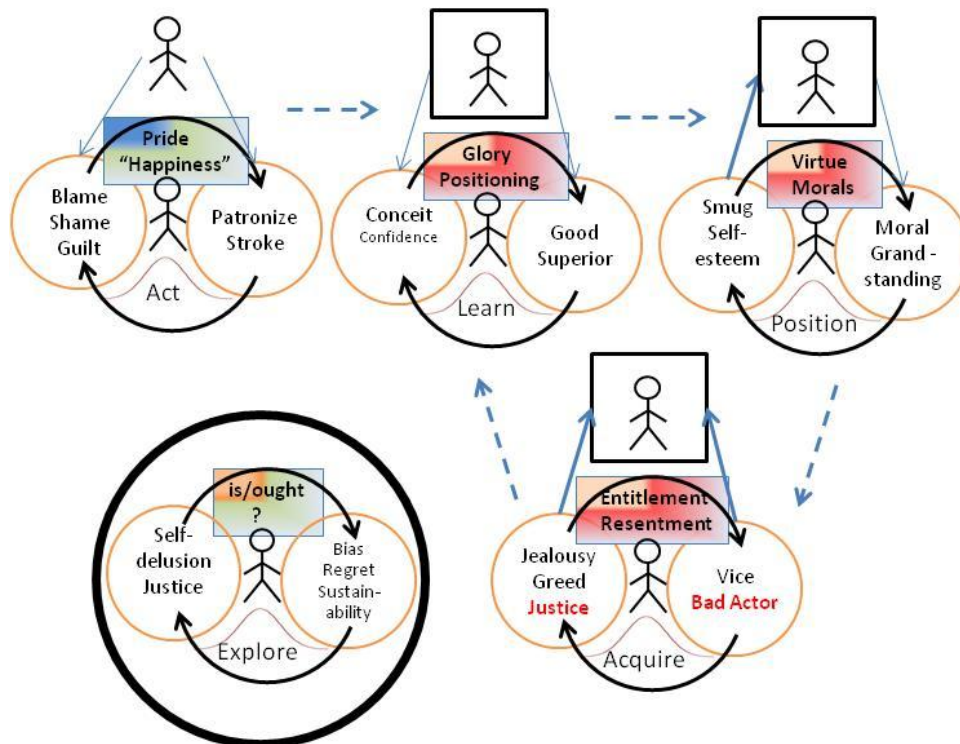 Pride
“Happiness”
Blame
Shame
Guilt
Patronize
Stroke
Act
Glory
Positioning
Conceit
Confidence
Good
Superior
Learn
Virtue
Morals
Smug
Self-
esteem
Moral
Grand -
standing
Position
is/ought
?
Self-
delusion
Justice
Bias
Regret
Sustain-
ability
Explore
Entitlement
Resentment
Jealousy
Greed
Justice
Vice
Bad Actor
Acquire